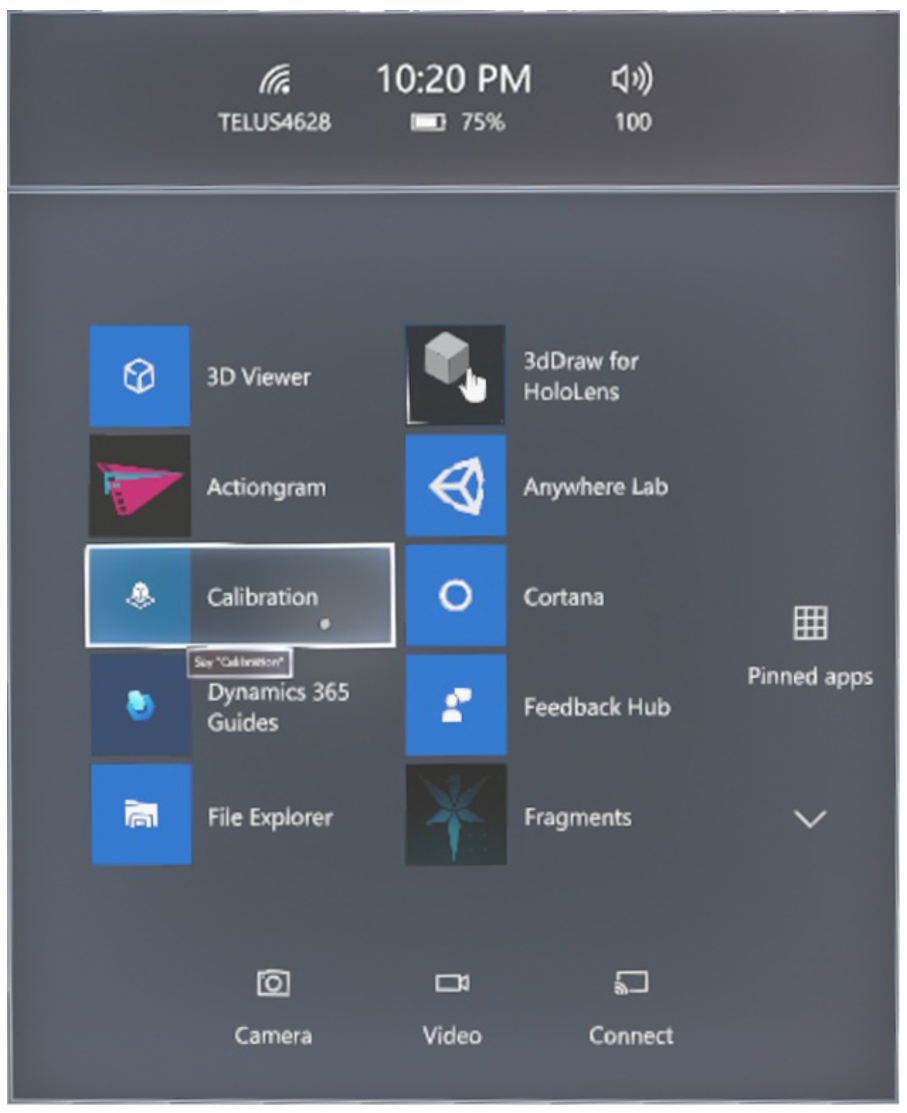 10:20 PM
TELUS4628
75%
100
3D Viewer
3dDraw for
HoloLens
Actiongram
Anywhere Lab
Calibration
Cortana
Say "Calibration"
Dynamics 365
Guides
Feedback Hub
File Explorer
Fragments
Pinned apps
Camera
Video
Connect